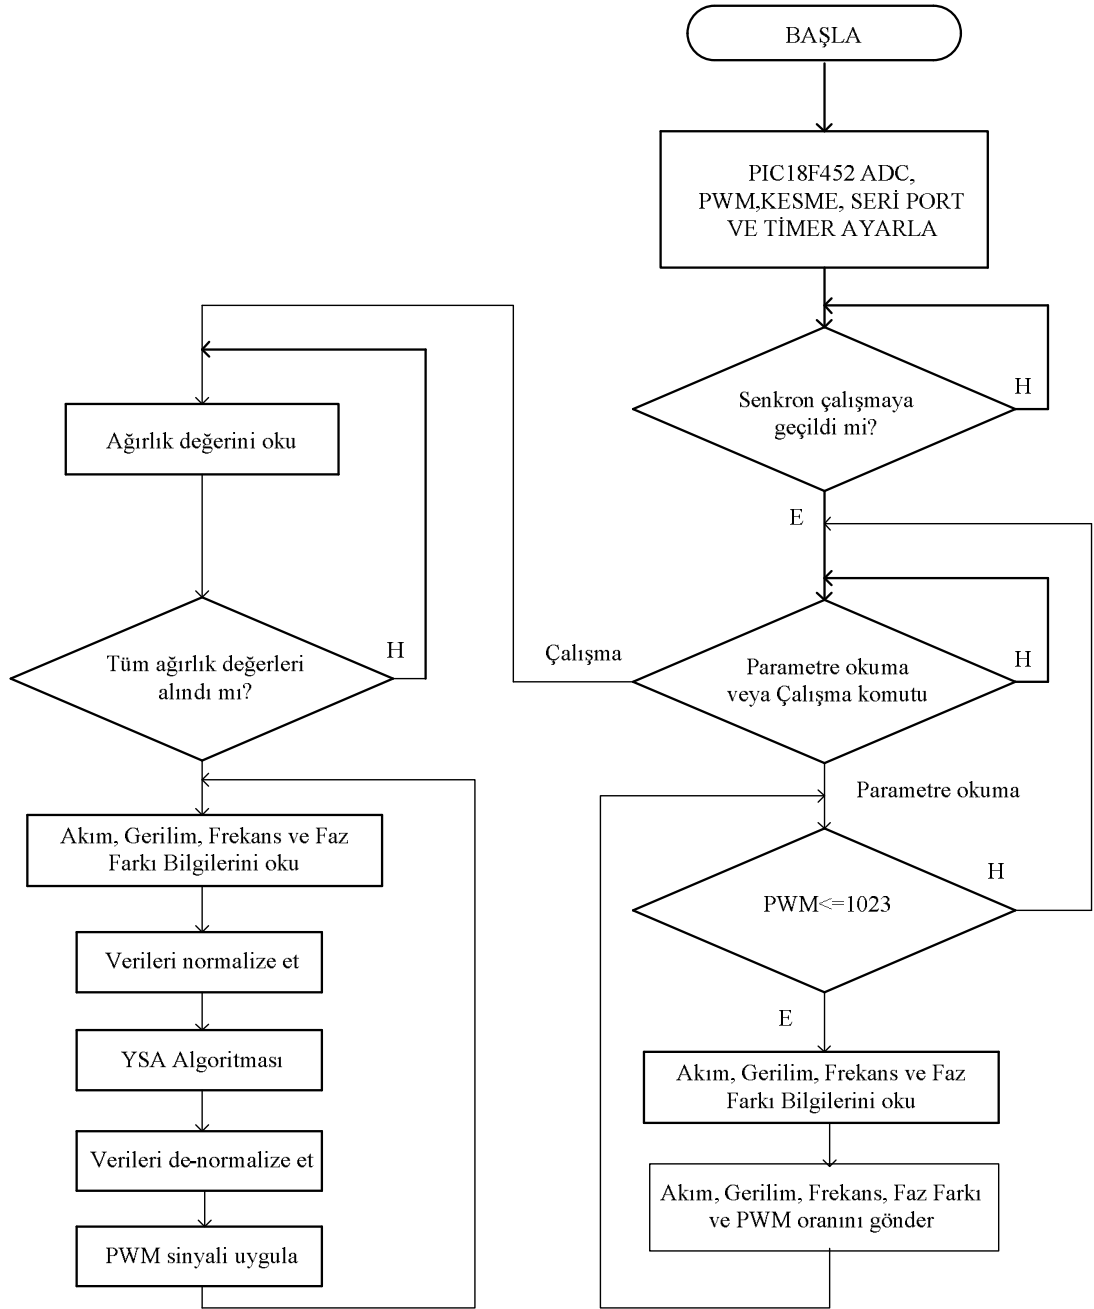 BAŞLA
PIC18F452 ADC,
PWM,KESME, SERİ PORT
VE TİMER AYARLA
Senkron çalışmaya
geçildi mi?
H
E
Parametre okuma
veya Çalışma komutu
H
Çalışma
Parametre okuma
PWM<=1023
H
E
Akım, Gerilim, Frekans ve Faz
Farkı Bilgilerini oku
Akım, Gerilim, Frekans, Faz Farkı
ve PWM oranını gönder
Ağırlık değerini oku
Tüm ağırlık değerleri
alındı mı?
H
Akım, Gerilim, Frekans ve Faz
Farkı Bilgilerini oku
Verileri normalize et
YSA Algoritması
Verileri de-normalize et
PWM sinyali uygula